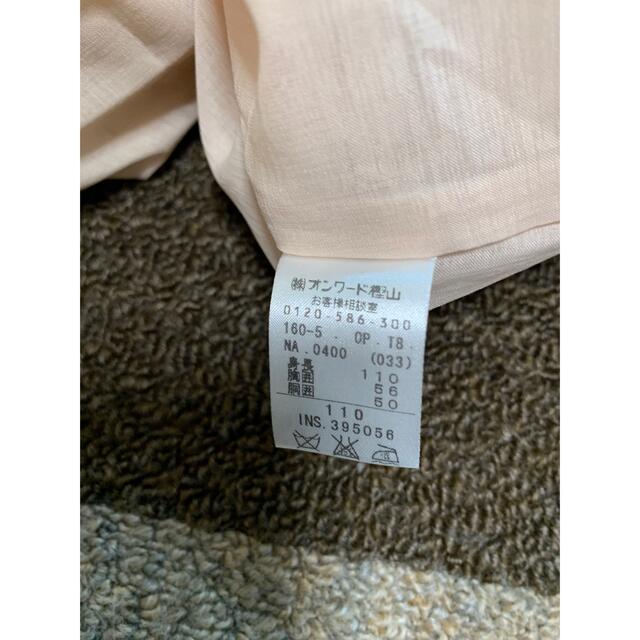 ㈱オンワード樫山
お客様相談室
0120-586-300
160-5 . OP . T8.
NA .0400 (033)
身長 110
胸囲 56
胴囲 50
110
INS.395056